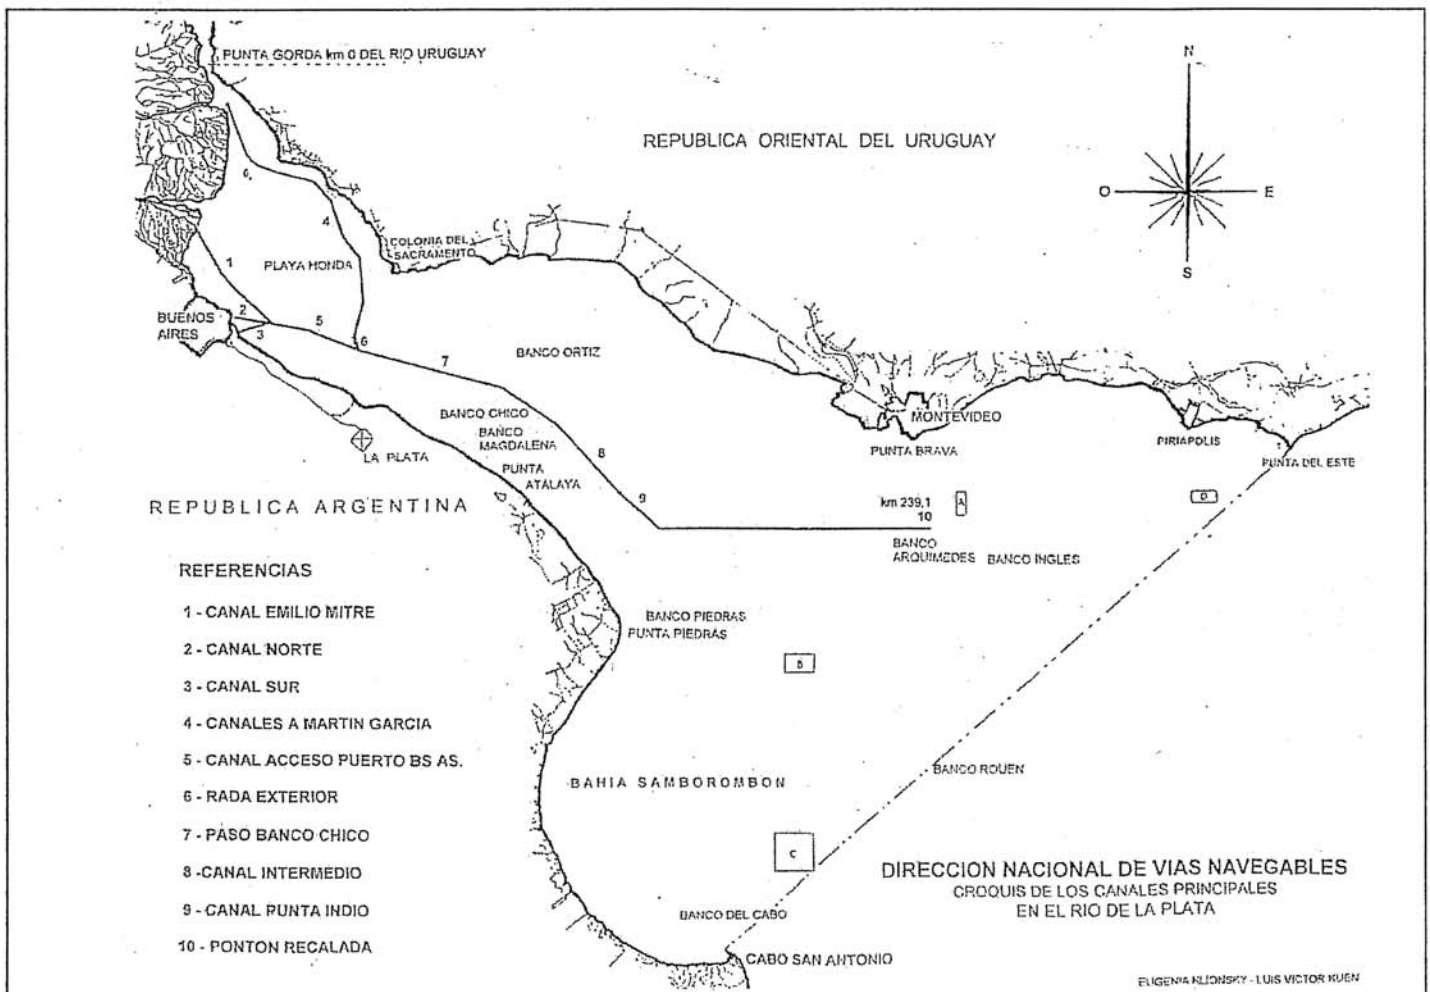 PUNTA GORDA km 0 DEL RIO URUGUAY
REPUBLICA ORIENTAL DEL URUGUAY
N
O
E
S
6
4
COLONIA DEL
SACRAMENTO
PLAYA HONDA
1
2
3
5
6
7
BUENOS
AIRES
BANCO ORTIZ
BANCO CHICO
BANCO
MAGDALENA
LA PLATA
PUNTA
ATALAYA
8
9
MONTEVIDEO
PUNTA BRAVA
PIRIAPOLIS
PUNTA DEL ESTE
km 239,1
10
A
D
BANCO
ARQUIMEDES
BANCO INGLES
REPUBLICA ARGENTINA
REFERENCIAS
1 - CANAL EMILIO MITRE
2 - CANAL NORTE
3 - CANAL SUR
4 - CANALES A MARTIN GARCIA
5 - CANAL ACCESO PUERTO BS AS.
6 - RADA EXTERIOR
7 - PASO BANCO CHICO
8 -CANAL INTERMEDIO
9 - CANAL PUNTA INDIO
10 - PONTON RECALADA
BANCO PIEDRAS
PUNTA PIEDRAS
B
BANCO ROUEN
BAHIA SAMBOROMBON
C
BANCO DEL CABO
CABO SAN ANTONIO
DIRECCION NACIONAL DE VIAS NAVEGABLES
CROQUIS DE LOS CANALES PRINCIPALES
EN EL RIO DE LA PLATA
EUGENIA KLIONSKY - LUIS VICTOR KUEN